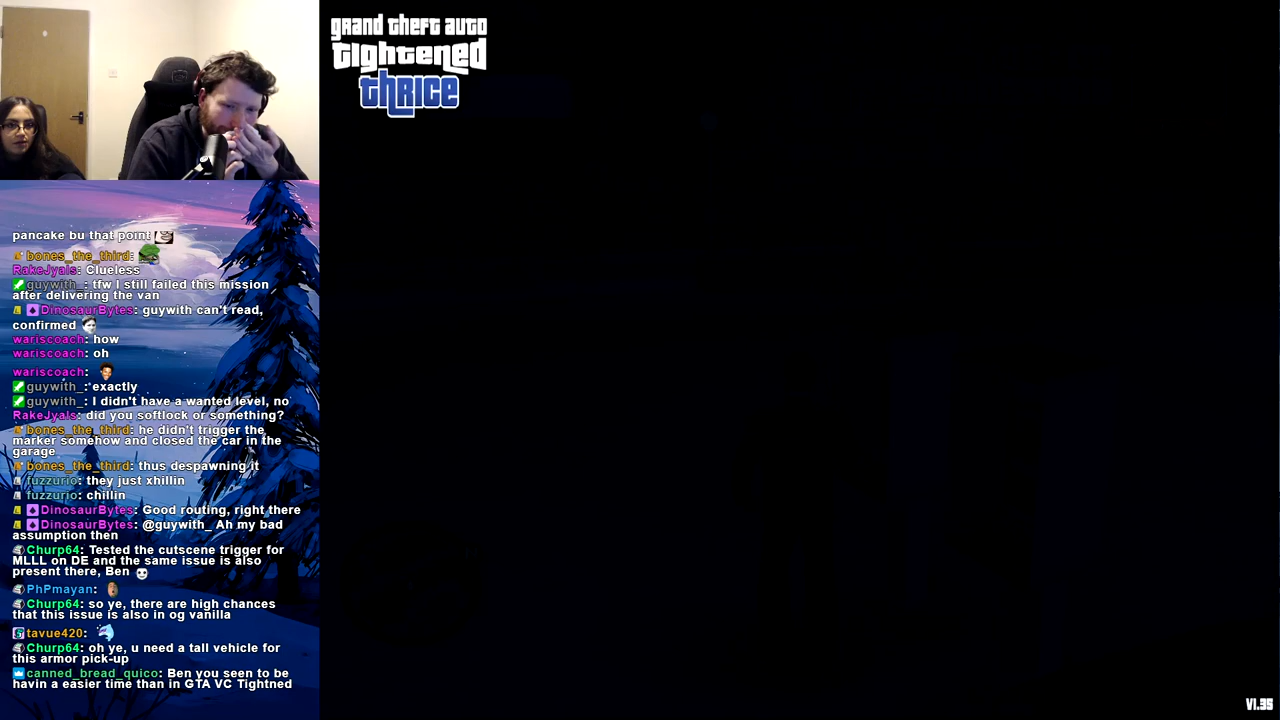 grand theft auto
tightened
thrice
pancake bu that point
bones_the_third:
RakeJyals: Clueless
guywith_: tfw I still failed this mission
after delivering the van
DinosaurBytes: guywith can't read,
confirmed
wariscoach: how
wariscoach: oh
wariscoach:
guywith_: exactly
guywith_: I didn't have a wanted level, no
RakeJyals: did you softlock or something?
bones_the_third: he didn't trigger the
marker somehow and closed the car in the
garage
bones_the_third: thus despawning it
fuzzurio: they just xhillin
fuzzurio: chillin
DinosaurBytes: Good routing, right there
DinosaurBytes: @guywith_ Ah my bad
assumption then
Churp64: Tested the cutscene trigger for
MLLL on DE and the same issue is also
present there, Ben
PhPmayan:
Churp64: so ye, there are high chances
that this issue is also in og vanilla
tavue420:
Churp64: oh ye, u need a tall vehicle for
this armor pick-up
canned_bread_quico: Ben you seen to be
havin a easier time than in GTA VC Tightned
V1.35